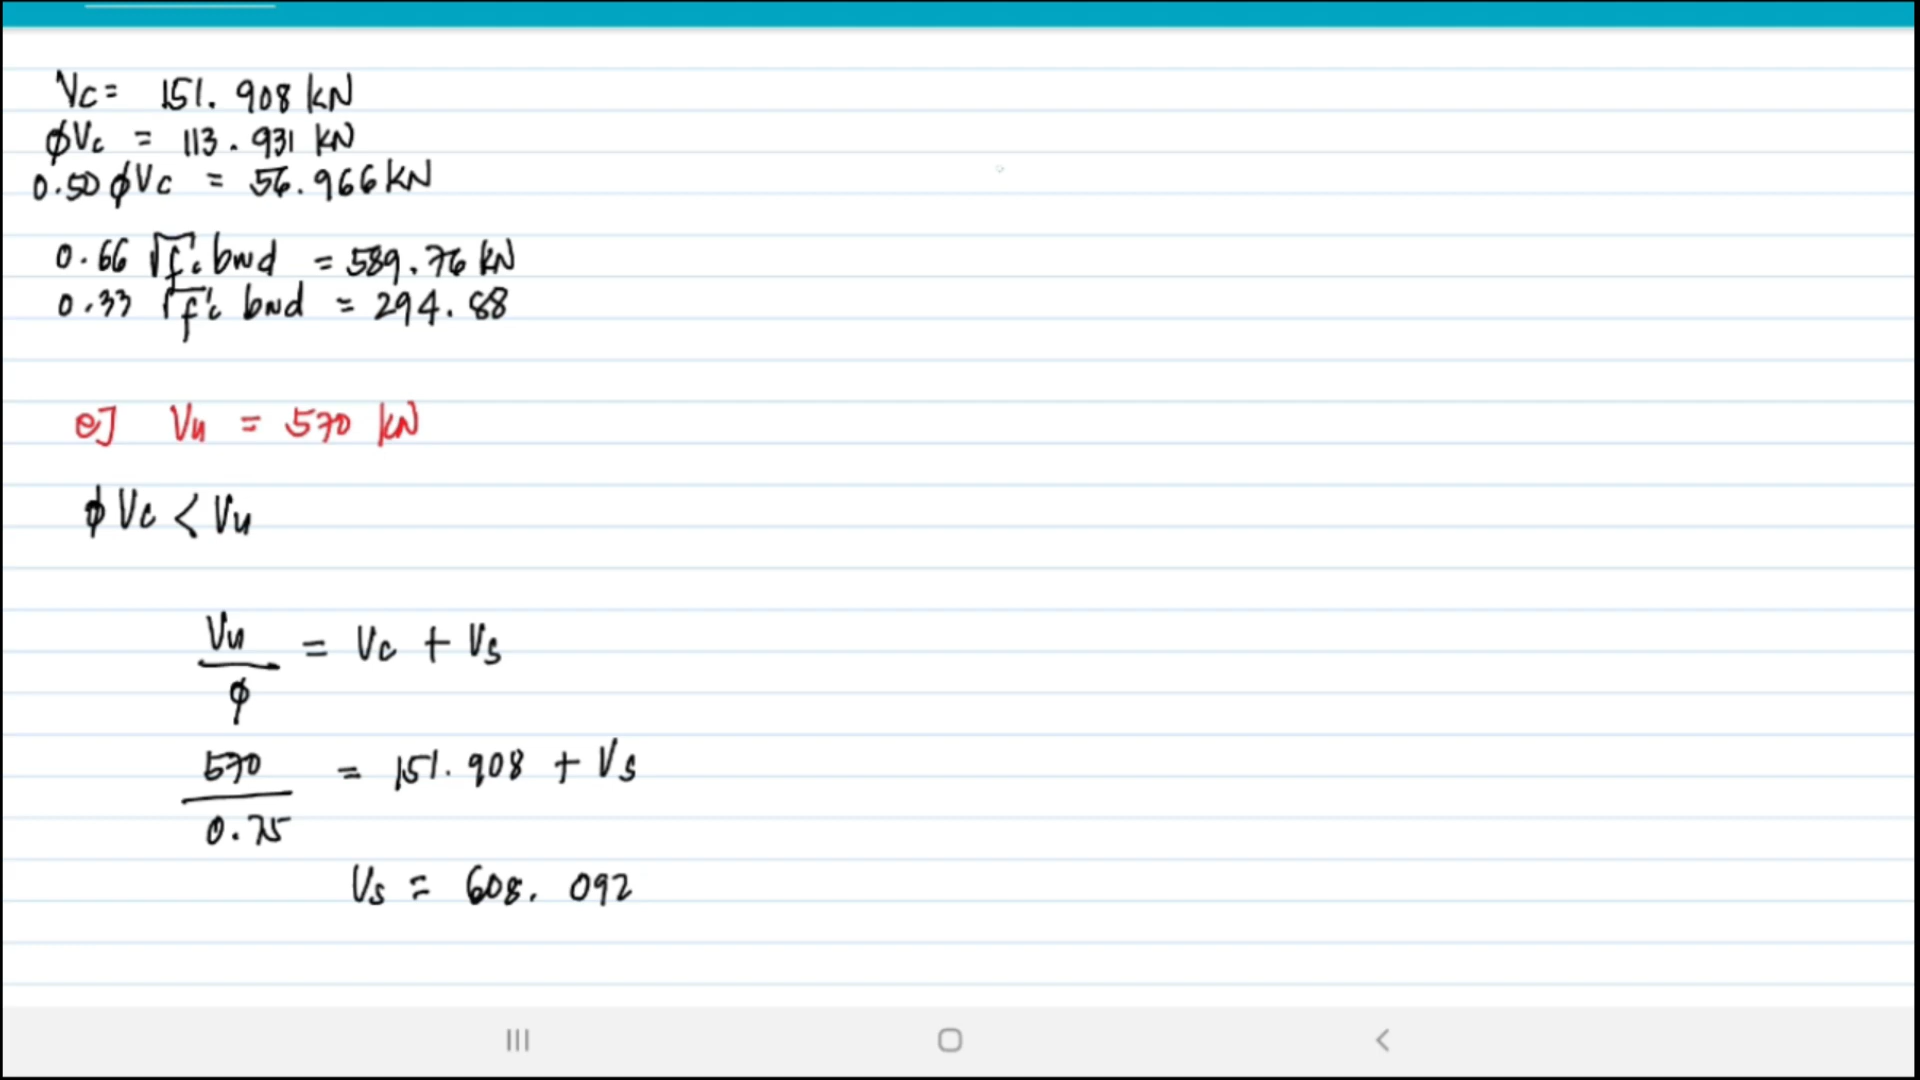 Vc = 151.908 kN
ϕVc = 113.931 kN
0.50 ϕVc = 56.966 kN
0.66 √f'c bwd = 589.76 kN
0.33 √f'c bwd = 294.88
e] Vu = 570 kN
ϕVc < Vu
Vu/ϕ = Vc + Vs
570/0.75 = 151.908 + Vs
Vs = 608.092